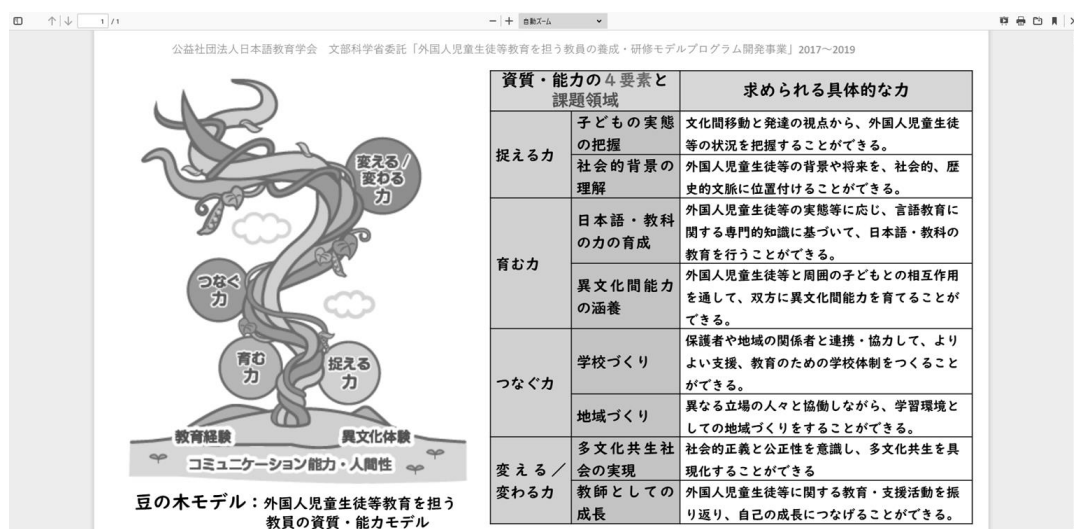 1 / 1
自動ズーム
公益社団法人日本語教育学会　文部科学省委託「外国人児童生徒等教育を担う教員の養成・研修モデルプログラム開発事業」2017～2019
変える/
変わる
力
つなぐ
力
育む
力
捉える
力
教育経験
異文化体験
コミュニケーション能力・人間性
豆の木モデル：外国人児童生徒等教育を担う
教員の資質・能力モデル
資質・能力の４要素と
課題領域
求められる具体的な力
捉える力
子どもの実態
の把握
文化間移動と発達の視点から、外国人児童生徒
等の状況を把握することができる。
社会的背景の
理解
外国人児童生徒等の背景や将来を、社会的、歴
史的文脈に位置付けることができる。
育む力
日本語・教科
の力の育成
外国人児童生徒等の実態等に応じ、言語教育に
関する専門的知識に基づいて、日本語・教科の
教育を行うことができる。
異文化間能力
の涵養
外国人児童生徒等と周囲の子どもとの相互作用
を通して、双方に異文化間能力を育てることが
できる。
つなぐ力
学校づくり
保護者や地域の関係者と連携・協力して、より
よい支援、教育のための学校体制をつくること
ができる。
地域づくり
異なる立場の人々と協働しながら、学習環境と
しての地域づくりをすることができる。
変える／
変わる力
多文化共生社
会の実現
社会的正義と公正性を意識し、多文化共生を具
現化することができる
教師としての
成長
外国人児童生徒等に関する教育・支援活動を振
り返り、自己の成長につなげることができる。